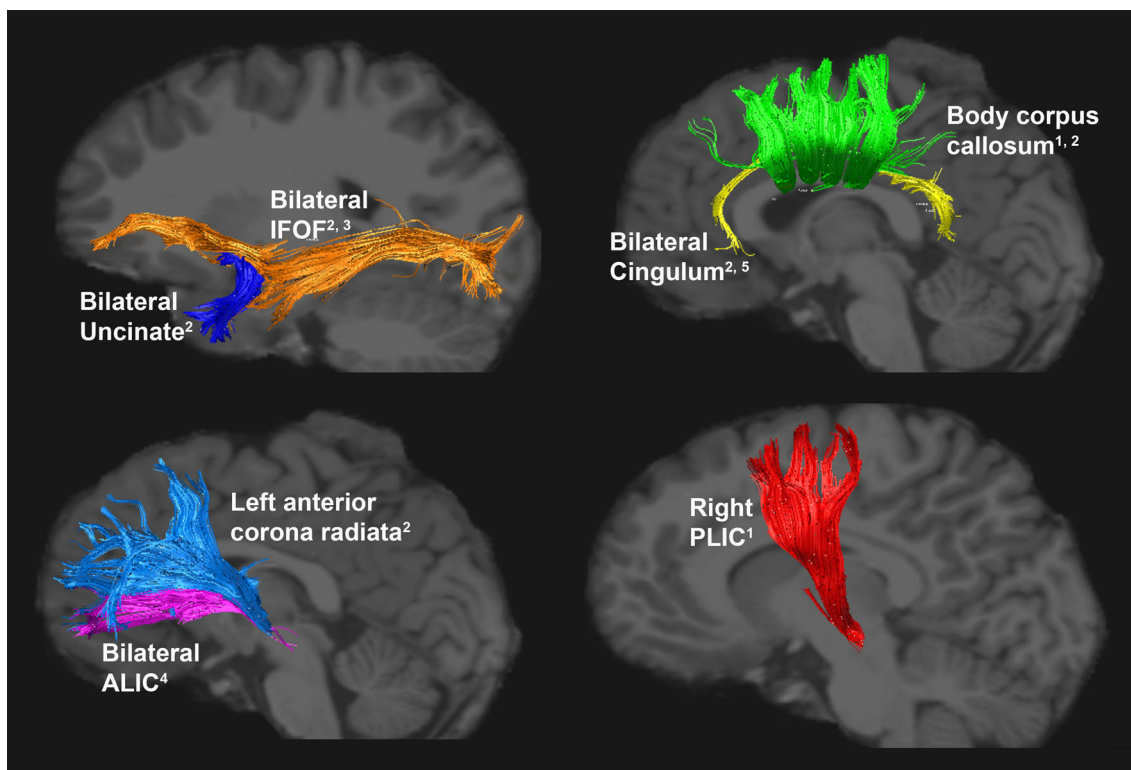 Bilateral
IFOF2, 3
Bilateral
Uncinate2
Body corpus
callosum1, 2
Bilateral
Cingulum2, 5
Left anterior
corona radiata2
Bilateral
ALIC4
Right
PLIC1